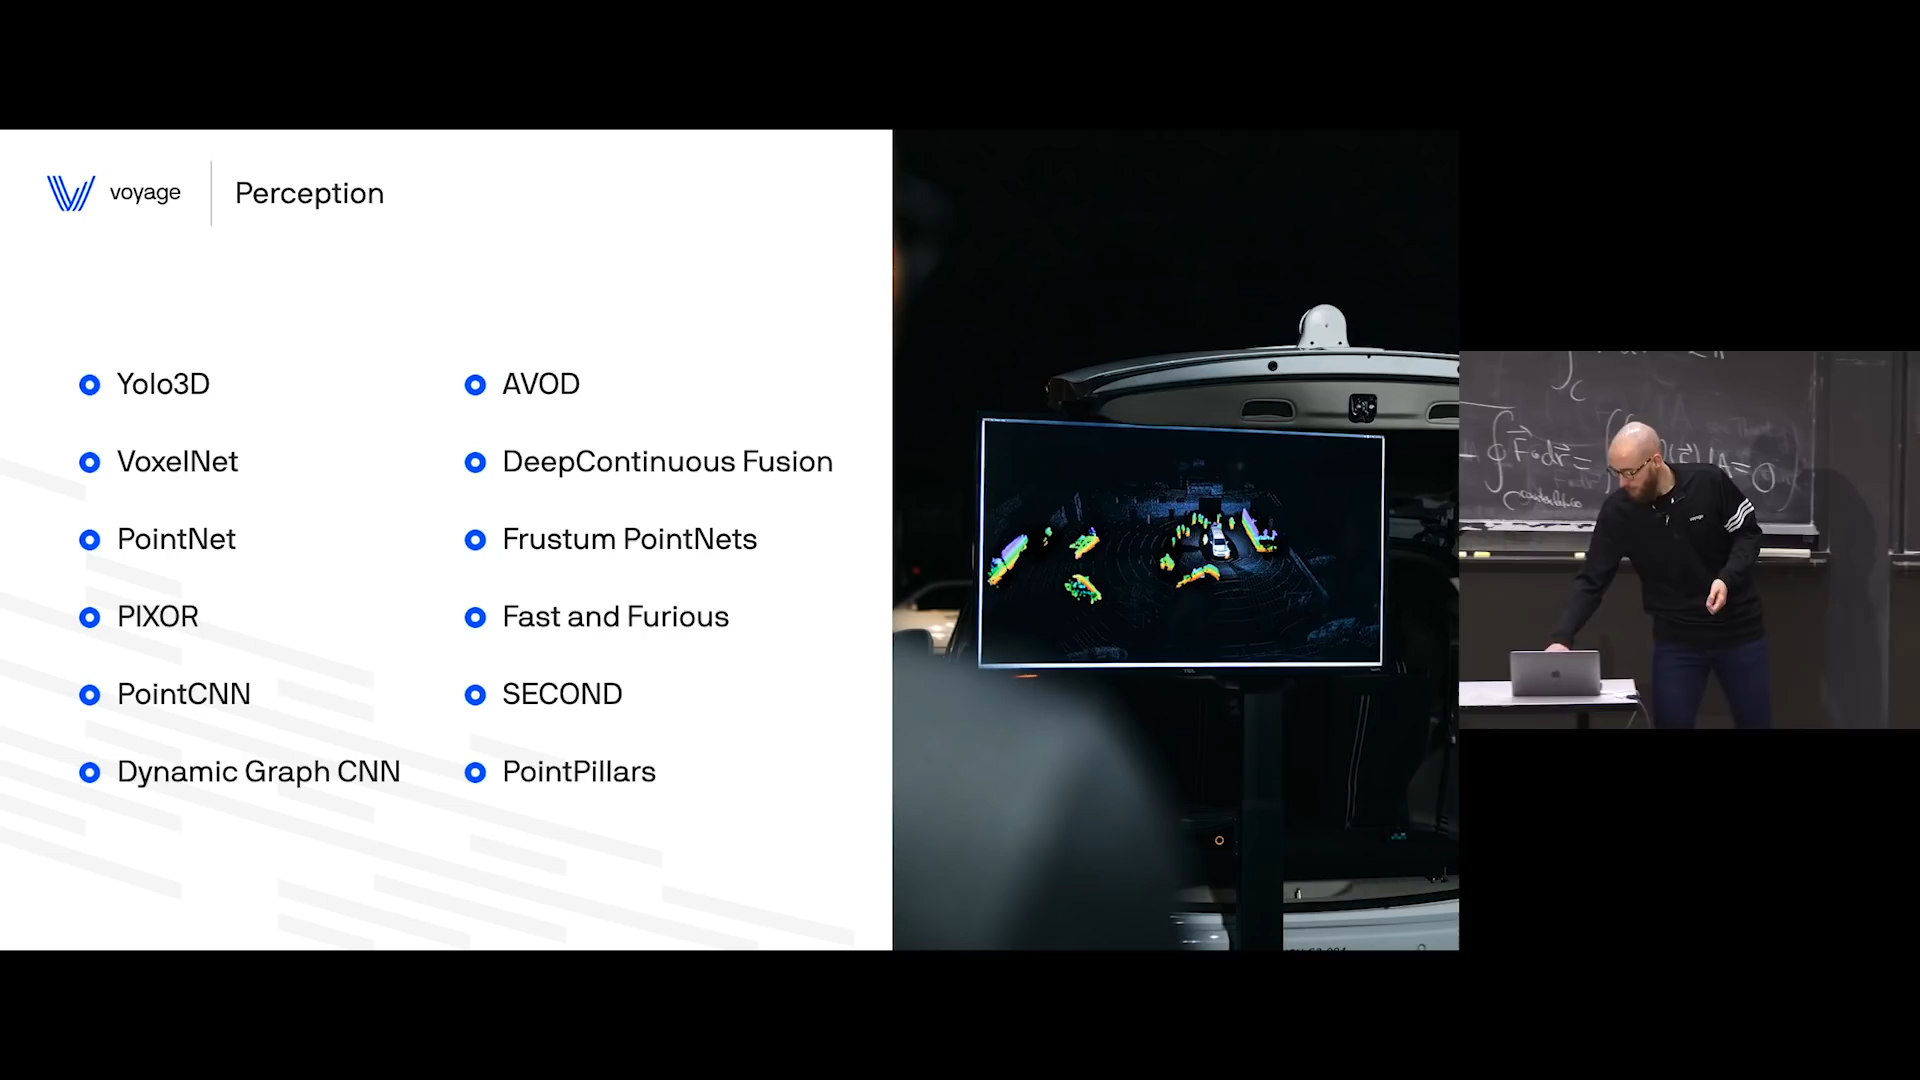 voyage
Perception
Yolo3D
VoxelNet
PointNet
PIXOR
PointCNN
Dynamic Graph CNN
AVOD
DeepContinuous Fusion
Frustum PointNets
Fast and Furious
SECOND
PointPillars